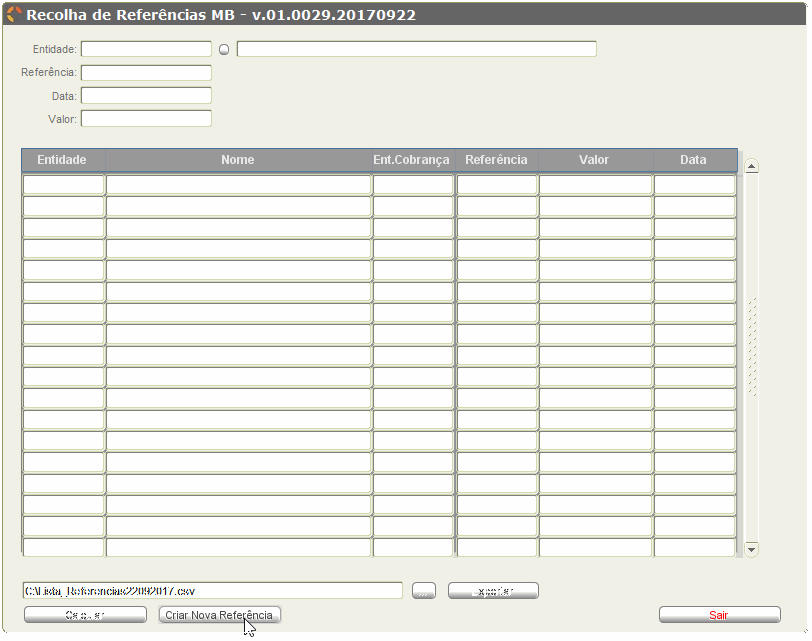 Recolha de Referências MB - v.01.0029.20170922
Entidade:
Referência:
Data:
Valor:
Entidade Nome Ent.Cobrança Referência Valor Data
C:\Lista_Referencias22092017.csv
... Exportar
Criar Nova Referência Sair